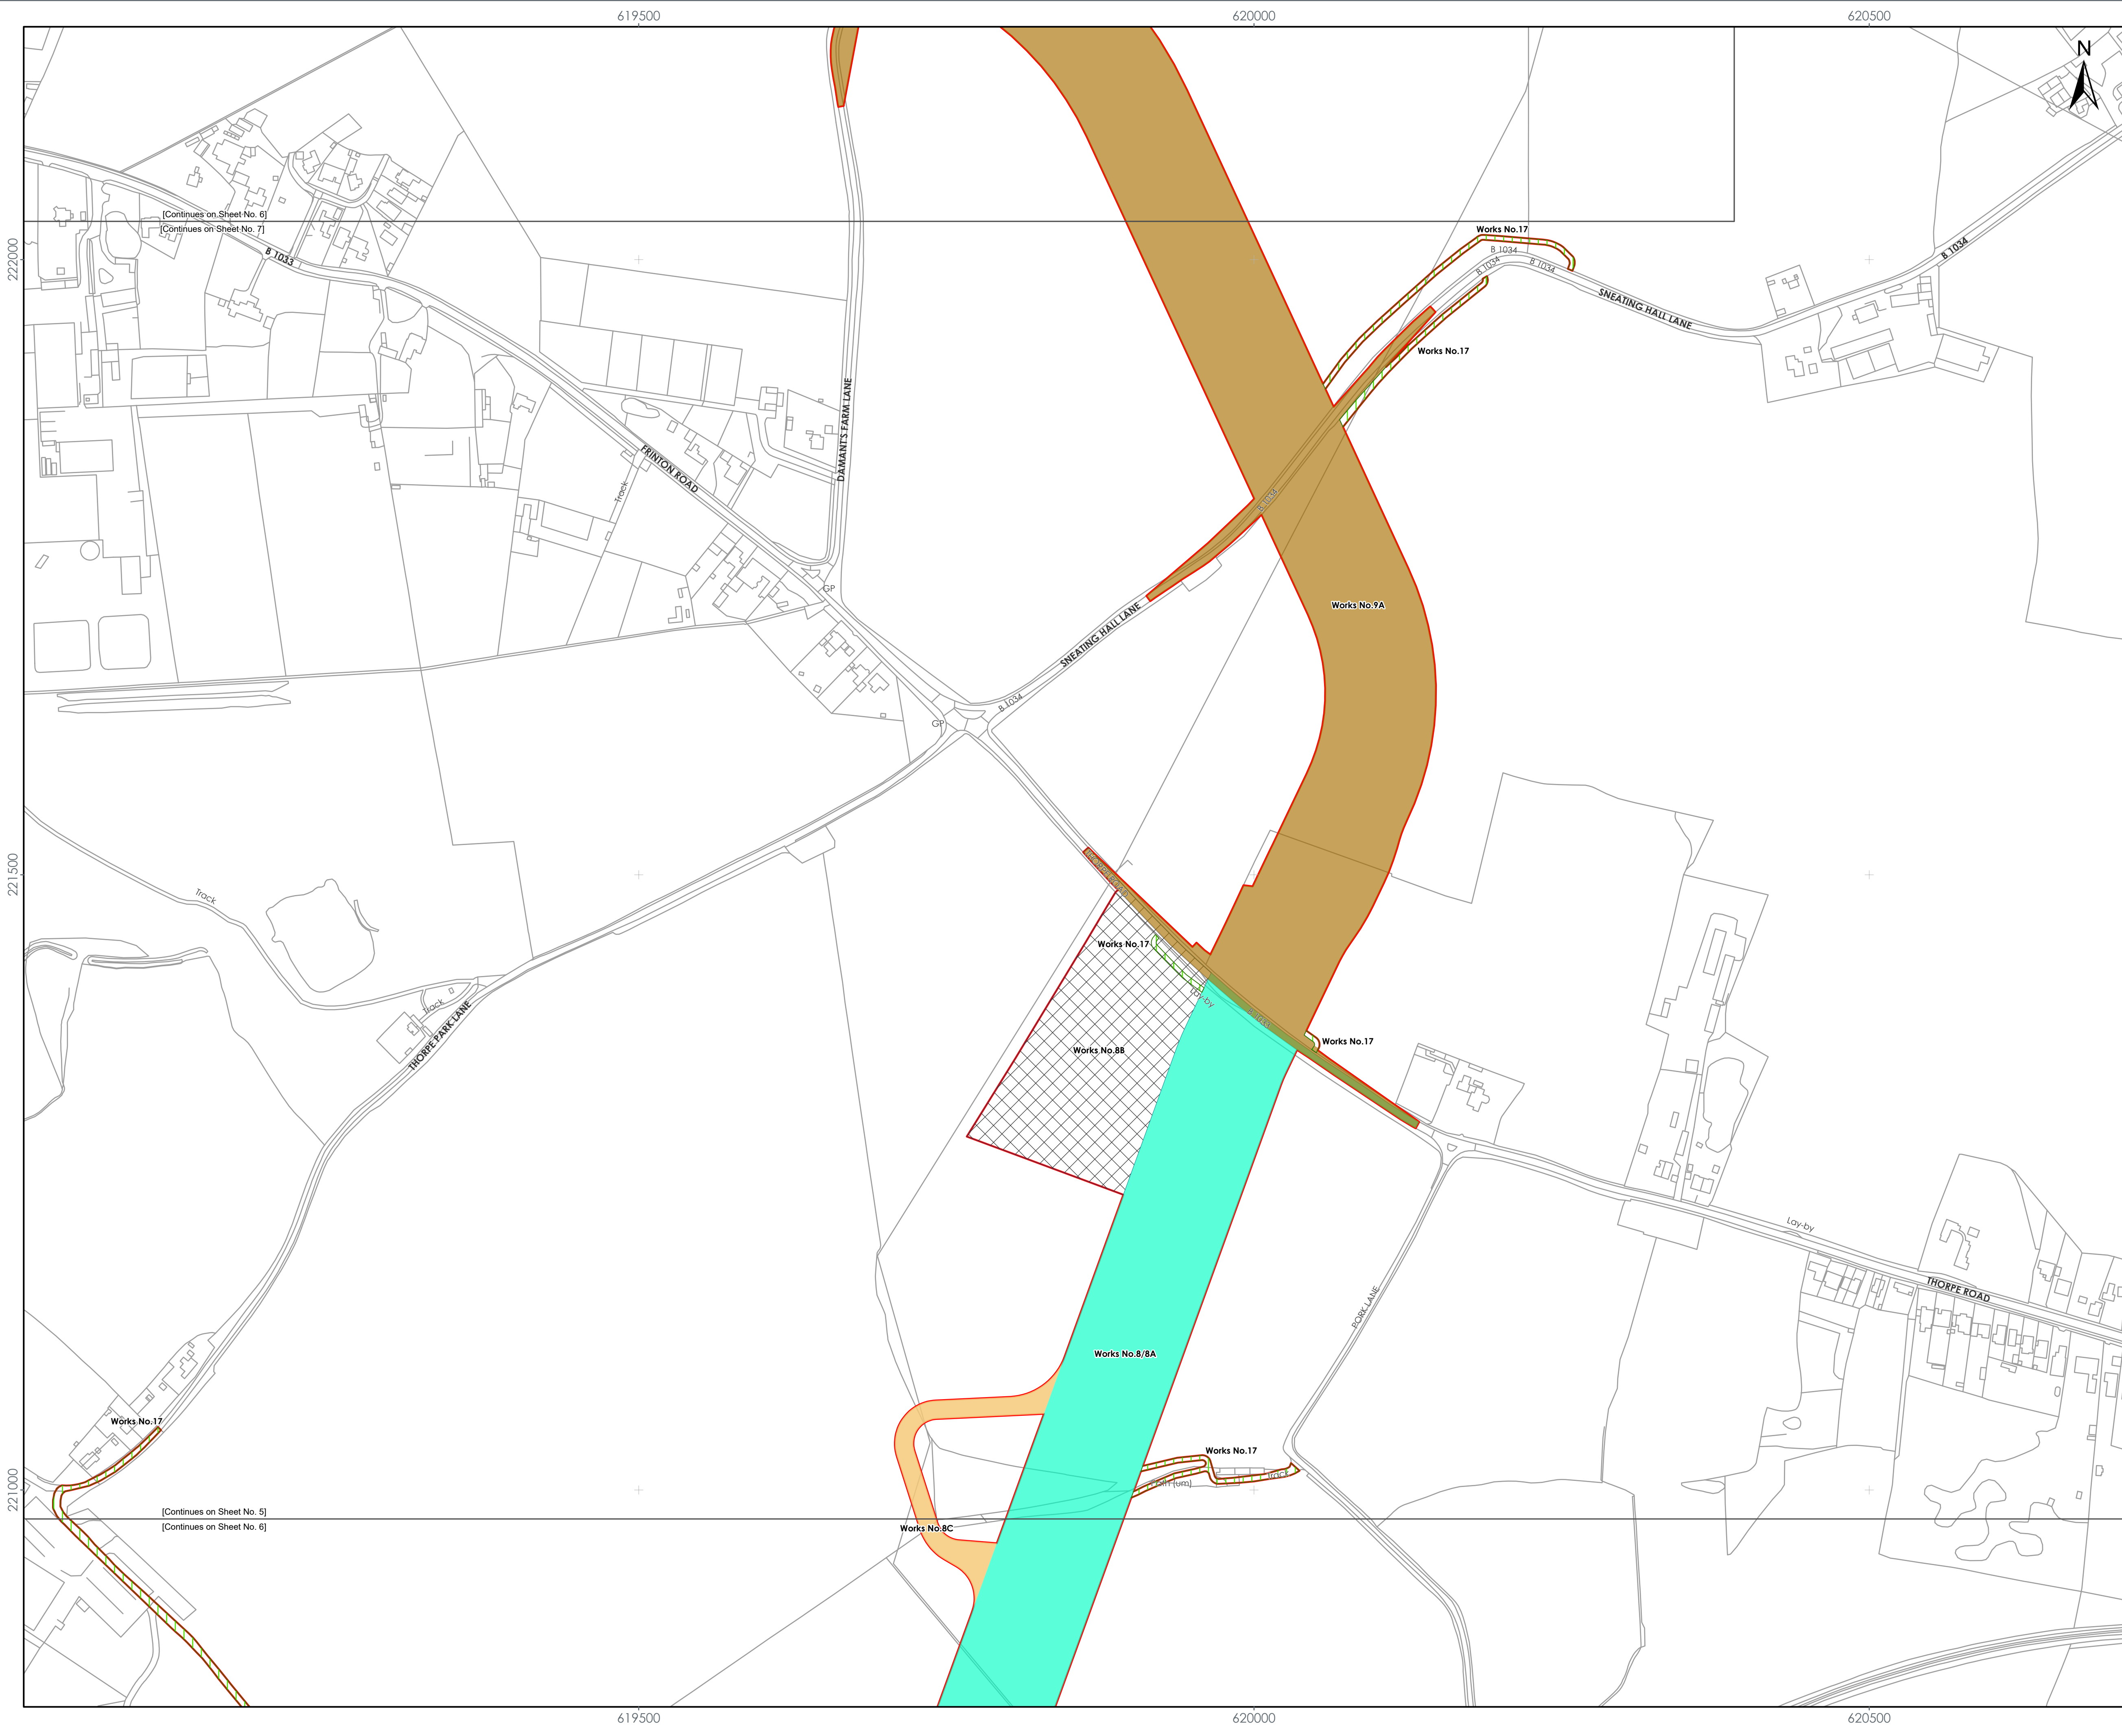 619500
620000
620500
N
[Continues on Sheet No. 6]
[Continues on Sheet No. 7]
222000
B 1033
Works No.17
B 1034
B 1034
B 1034
SNEATING HALL LANE
B 1034
Works No.17
DAMANT'S FARM LANE
FRINTON ROAD
Track
B 1034
GP
Works No.9A
SNEATING HALL LANE
B 1034
GP
221500
Track
Works No.17
Lay-by
Works No.17
Works No.8B
Track
THORPE PARK LANE
Lay-by
THORPE ROAD
PORK LANE
Works No.8/8A
Works No.17
Works No.17
Track
Path (um)
221000
[Continues on Sheet No. 5]
[Continues on Sheet No. 6]
Works No.8C
619500
620000
620500